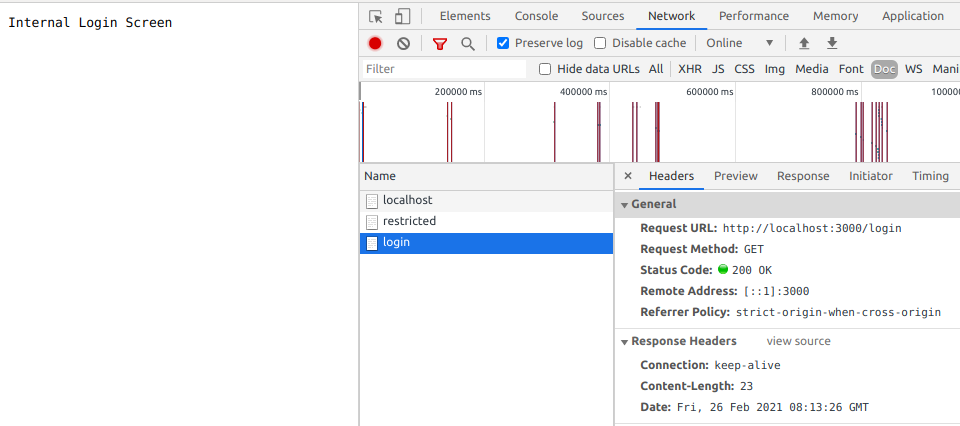 Internal Login Screen
Elements Console Sources Network Performance Memory Application
Preserve log Disable cache Online
Filter Hide data URLs All XHR JS CSS Img Media Font Doc WS Mani
200000 ms 400000 ms 600000 ms 800000 ms 10000
Name
localhost
restricted
login
× Headers Preview Response Initiator Timing
General
Request URL: http://localhost:3000/login
Request Method: GET
Status Code: 200 OK
Remote Address: [::1]:3000
Referrer Policy: strict-origin-when-cross-origin
Response Headers view source
Connection: keep-alive
Content-Length: 23
Date: Fri, 26 Feb 2021 08:13:26 GMT